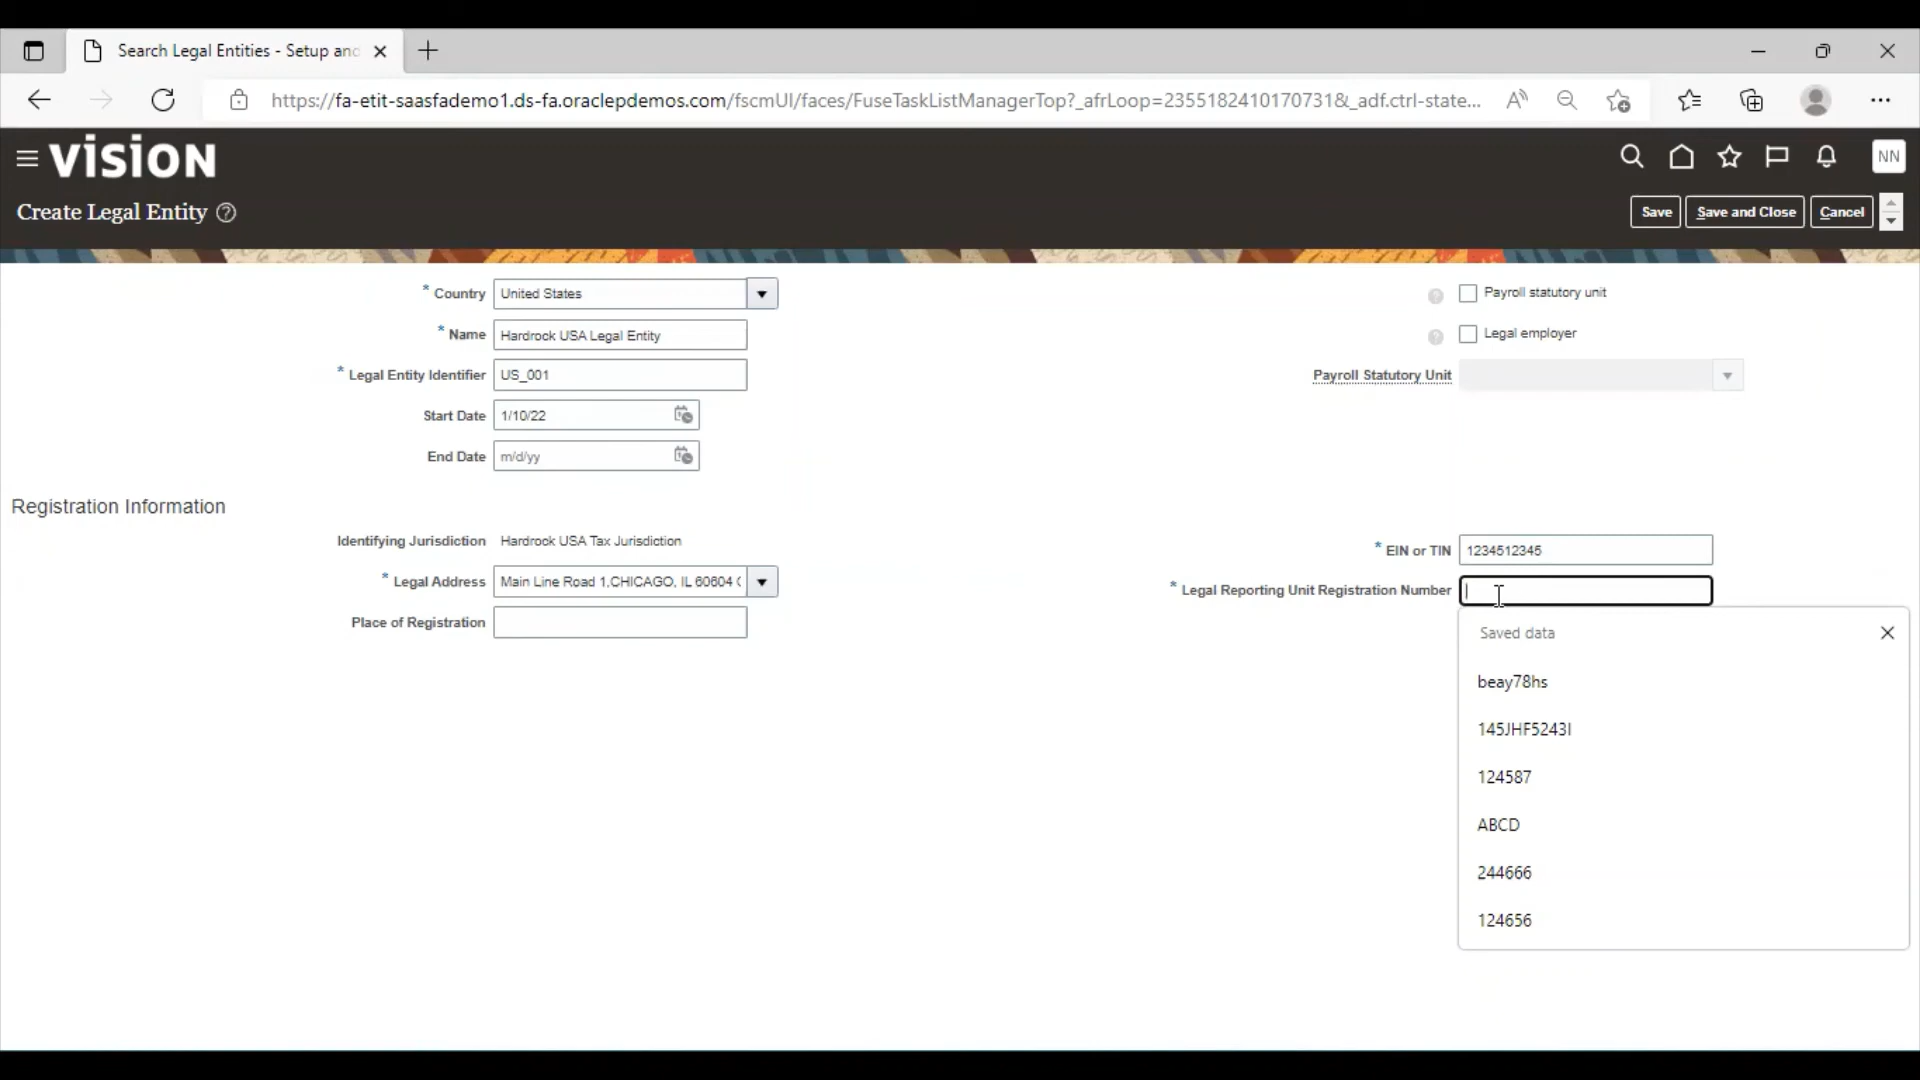 Search Legal Entities - Setup and
https://fa-etit-saasfademo1.ds-fa.oraclepdemos.com/fscmUI/faces/FuseTaskListManagerTop?_afrLoop=2355182410170731&_adf.ctrl-state...
VISION
NN
Create Legal Entity
Save
Save and Close
Cancel
* Country United States
Payroll statutory unit
* Name Hardrock USA Legal Entity
Legal employer
* Legal Entity Identifier US_001
Payroll Statutory Unit
Start Date 1/10/22
End Date m/d/yy
Registration Information
Identifying Jurisdiction Hardrock USA Tax Jurisdiction
* EIN or TIN 1234512345
* Legal Address Main Line Road 1,CHICAGO, IL 60604 (
* Legal Reporting Unit Registration Number
Place of Registration
Saved data
beay78hs
145JHF5243I
124587
ABCD
244666
124656